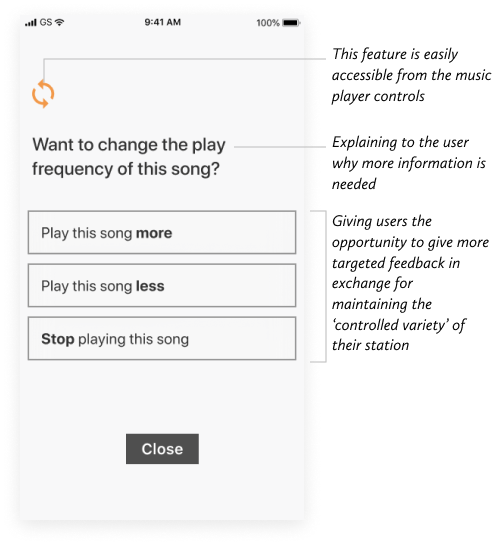 GS
9:41 AM
100%
This feature is easily
accessible from the music
player controls
Want to change the play
frequency of this song?
Explaining to the user
why more information is
needed
Play this song more
Play this song less
Stop playing this song
Giving users the
opportunity to give more
targeted feedback in
exchange for
maintaining the
‘controlled variety’ of
their station
Close